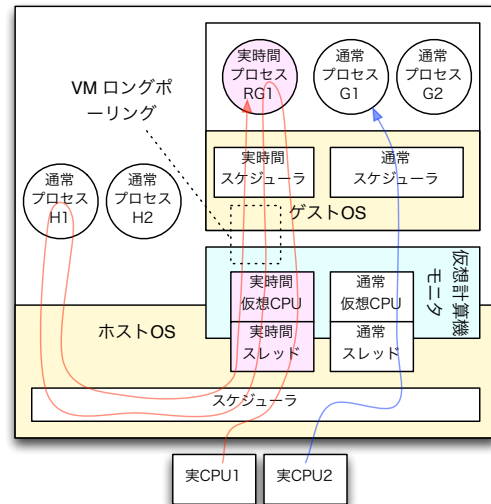 実時間
プロセス
RG1
通常
プロセス
G1
通常
プロセス
G2
VM ロングポ
ーリング
実時間
スケジューラ
通常
スケジューラ
ゲストOS
通常
プロセス
H1
通常
プロセス
H2
実時間
仮想CPU
通常
仮想CPU
仮想計算機
モニタ
ホストOS
実時間
スレッド
通常
スレッド
スケジューラ
実CPU1
実CPU2